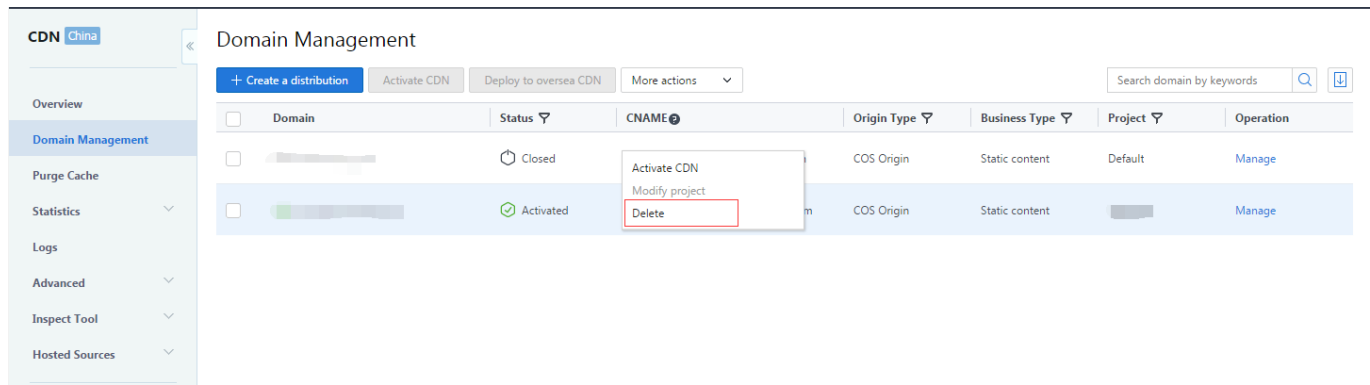 CDN China
Domain Management
+ Create a distribution Activate CDN Deploy to oversea CDN More actions Search domain by keywords
Overview
Domain Management
Purge Cache
Statistics
Logs
Advanced
Inspect Tool
Hosted Sources
Domain Status CNAME Origin Type Business Type Project Operation
Closed COS Origin Static content Default Manage
Activate CDN
Modify project
Delete
Activated m COS Origin Static content Manage